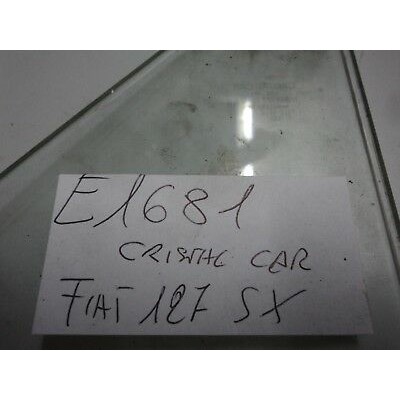 E1681
CRISTAL CAR
FIAT 127 SX